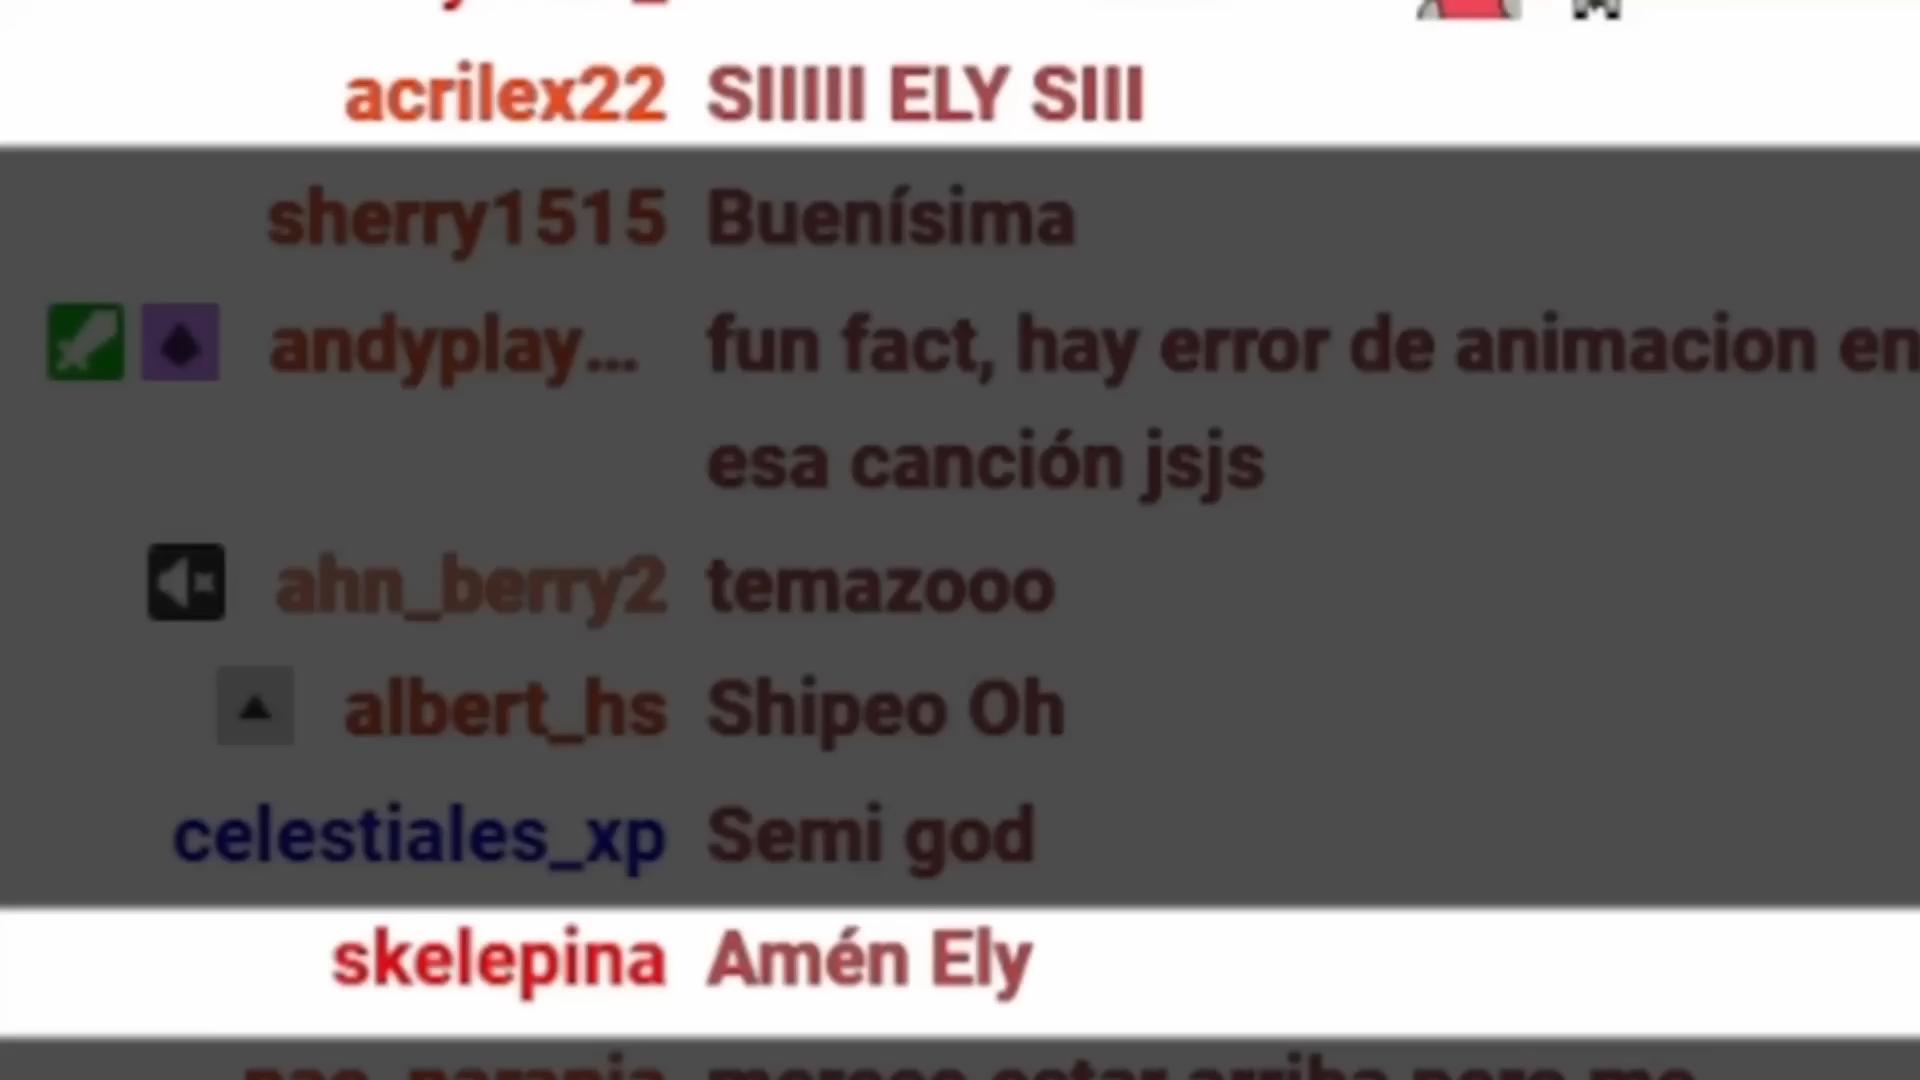 acrilex22 SIIIII ELY SIII
sherry1515 Buenísima
andyplay... fun fact, hay error de animacion en
esa canción jsjs
ahn_berry2 temazooo
albert_hs Shipeo Oh
celestiales_xp Semi god
skelepina Amén Ely